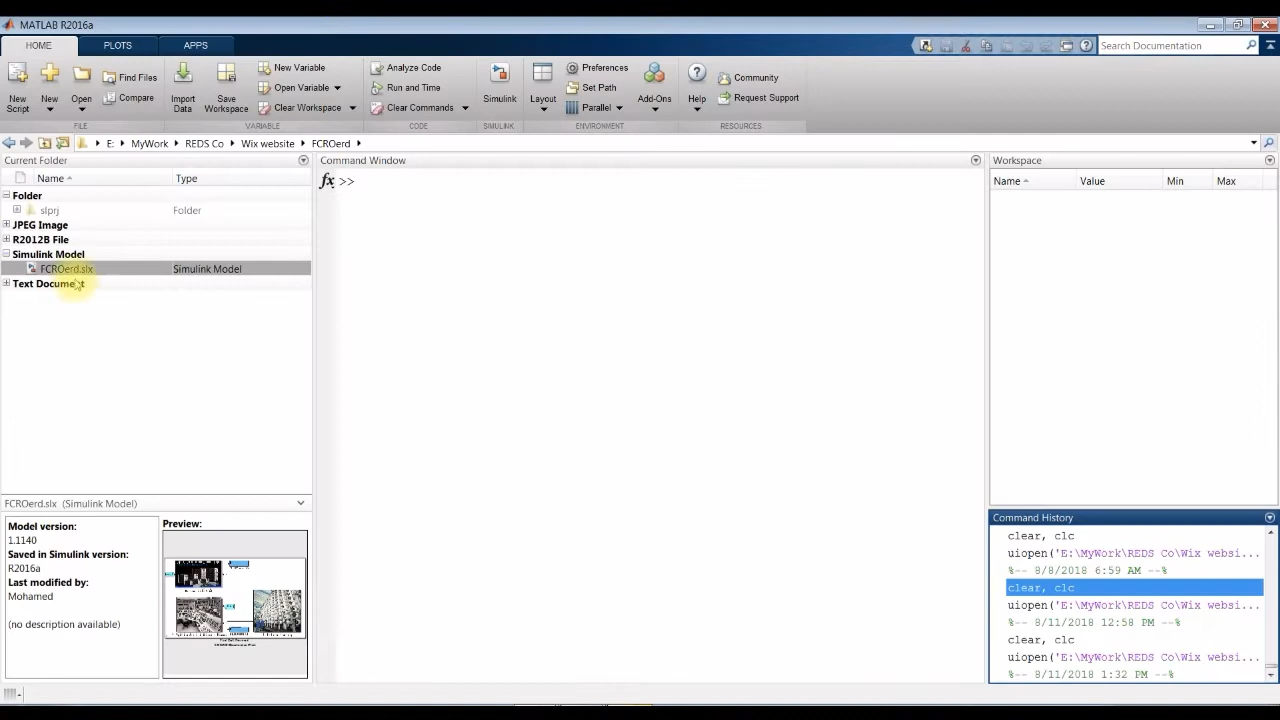 MATLAB R2016a
HOME PLOTS APPS
Search Documentation
New Script
New
Open
Find Files
Compare
Import Data
Save Workspace
New Variable
Open Variable
Clear Workspace
Analyze Code
Run and Time
Clear Commands
Simulink
Layout
Preferences
Set Path
Parallel
Add-Ons
Help
Community
Request Support
FILE VARIABLE CODE SIMULINK ENVIRONMENT RESOURCES
E: MyWork REDS Co Wix website FCROerd
Current Folder
Name Type
Folder
slprj Folder
JPEG Image
R2012B File
Simulink Model
FCROerd.slx Simulink Model
Text Document
FCROerd.slx (Simulink Model)
Model version:
1.1140
Saved in Simulink version:
R2016a
Last modified by:
Mohamed
(no description available)
Preview:
Command Window
fx >>
Workspace
Name Value Min Max
Command History
clear, clc
uiopen('E:\MyWork\REDS Co\Wix websi...
%-- 8/8/2018 6:59 AM --%
clear, clc
uiopen('E:\MyWork\REDS Co\Wix websi...
%-- 8/11/2018 12:58 PM --%
clear, clc
uiopen('E:\MyWork\REDS Co\Wix websi...
%-- 8/11/2018 1:32 PM --%